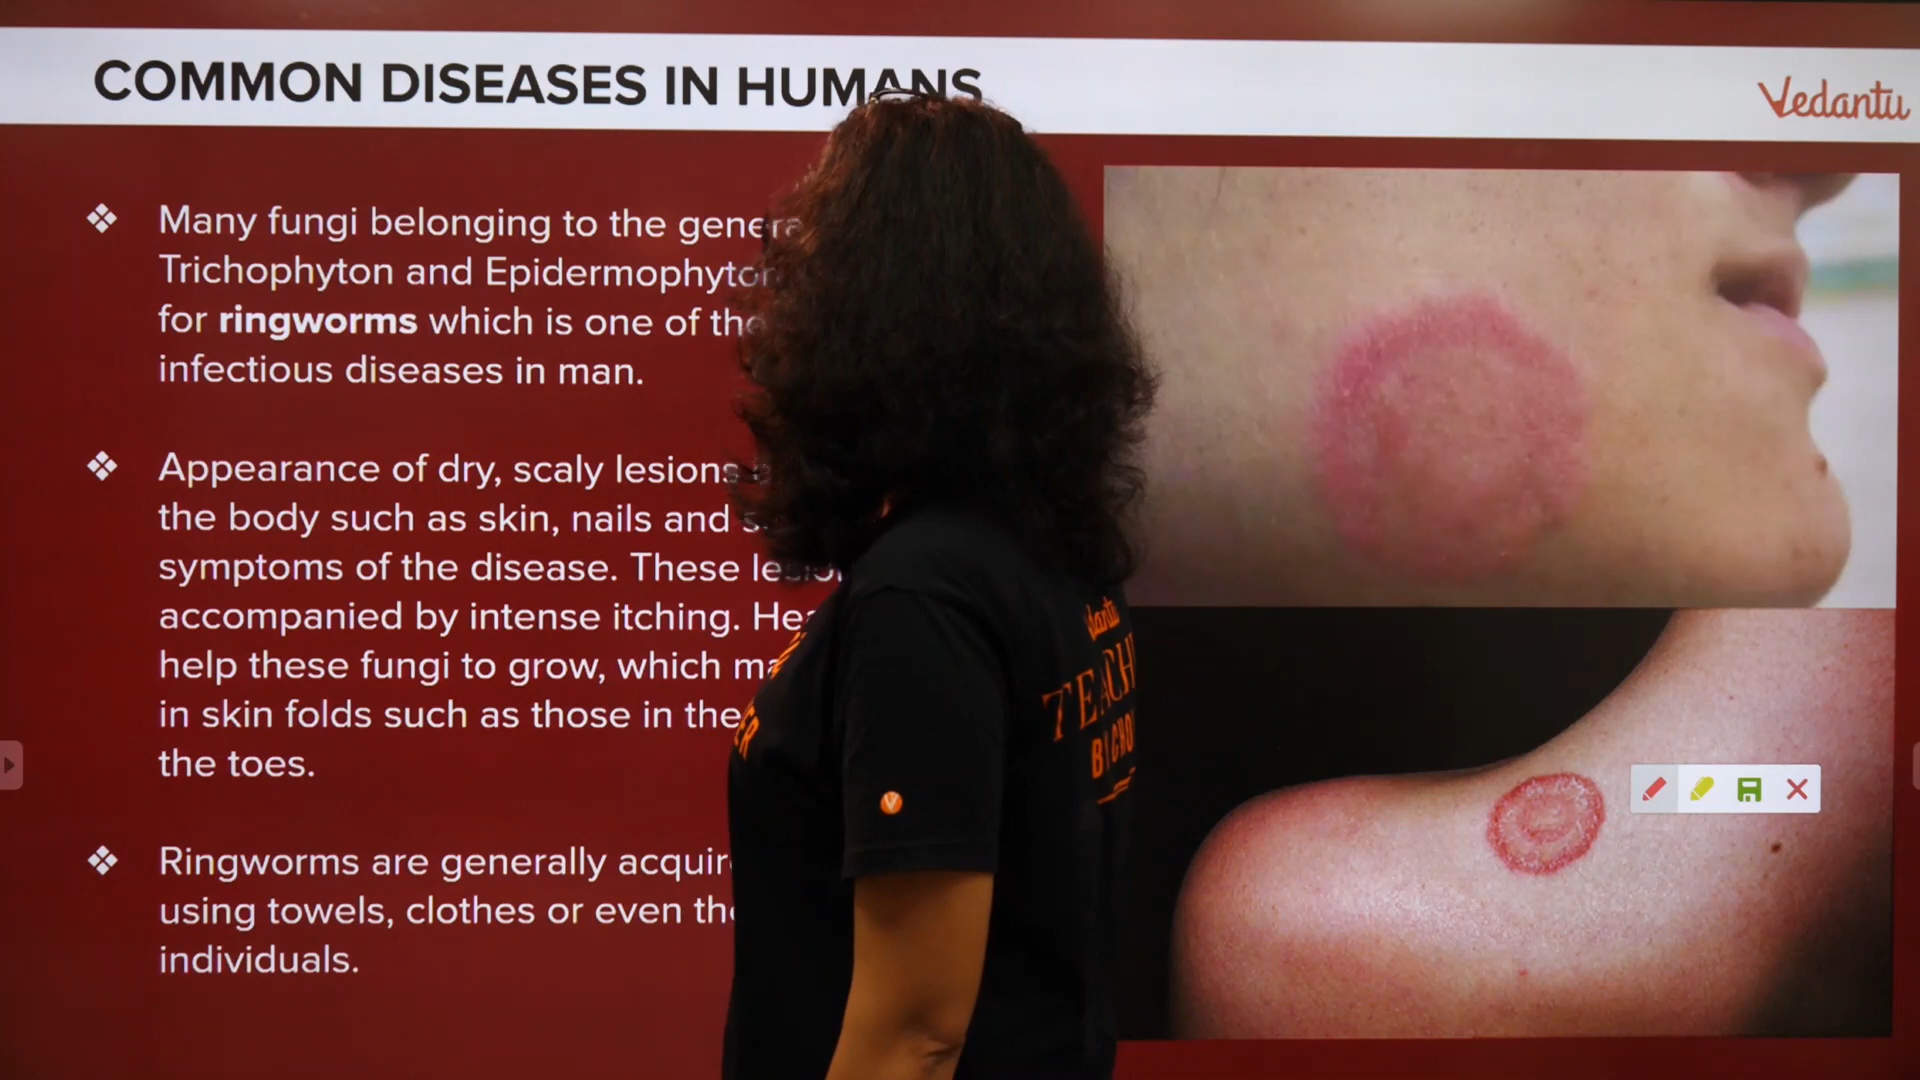 COMMON DISEASES IN HUMANS
Vedantu
Many fungi belonging to the
Trichophyton and
for ringworms which is one of the
infectious diseases in man.
Appearance of dry, scaly lesions
the body such as skin, nails and
symptoms of the disease. These
accompanied by intense itching.
help these fungi to grow, which
in skin folds such as those in the
the toes.
Ringworms are generally
using towels, clothes or even
individuals.
V